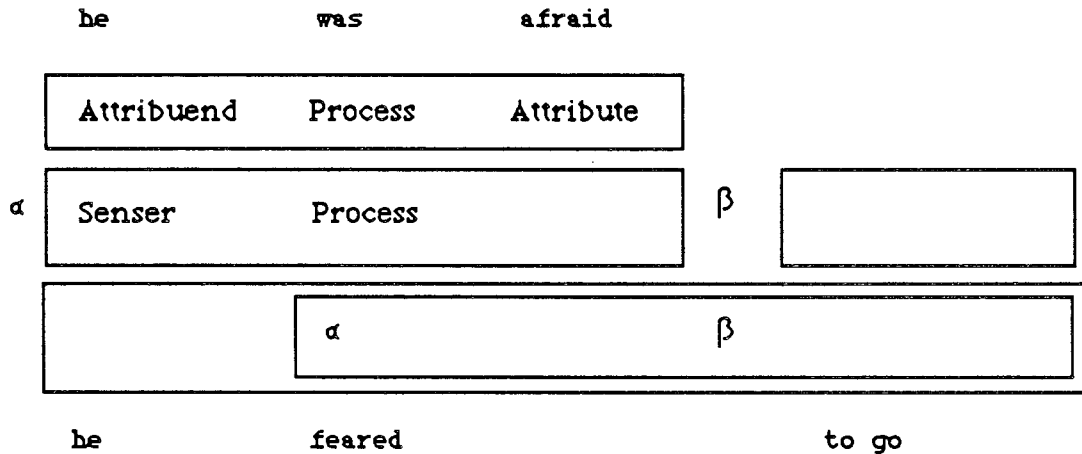 he was afraid
Attribuend Process Attribute
α Senser Process β
α β
he feared to go